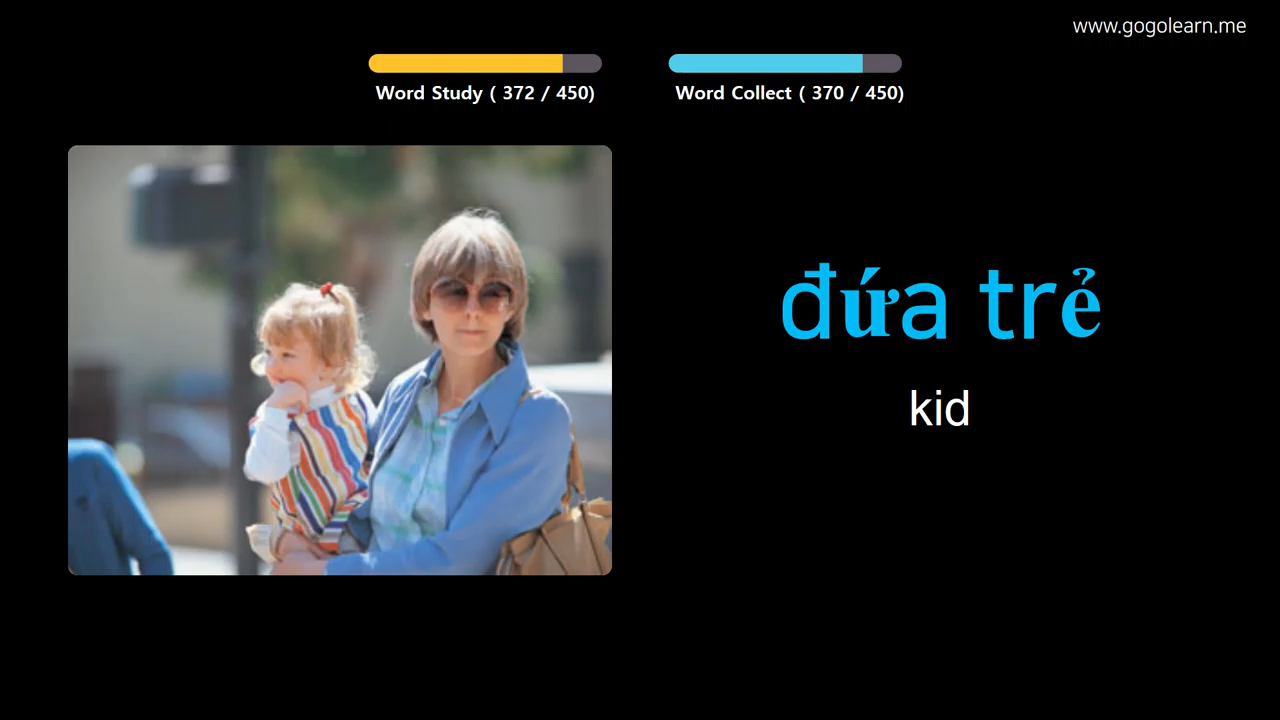 www.gogolearn.me
Word Study ( 372 / 450)
Word Collect ( 370 / 450)
đứa trẻ
kid